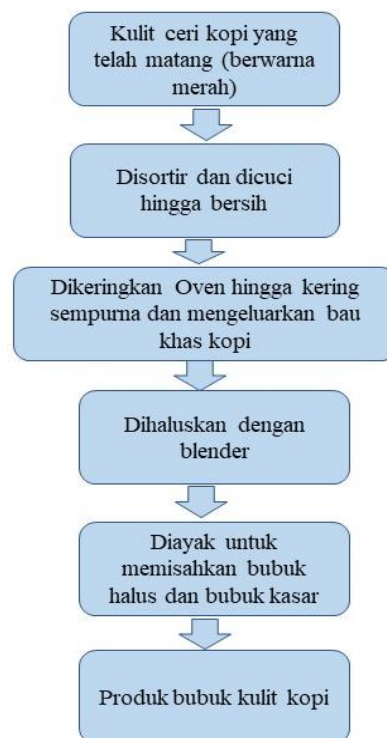 Kulit ceri kopi yang
telah matang (berwarna
merah)
Disortir dan dicuci
hingga bersih
Dikeringkan Oven hingga kering
sempurna dan mengeluarkan bau
khas kopi
Dihaluskan dengan
blender
Diayak untuk
memisahkan bubuk
halus dan bubuk kasar
Produk bubuk kulit kopi